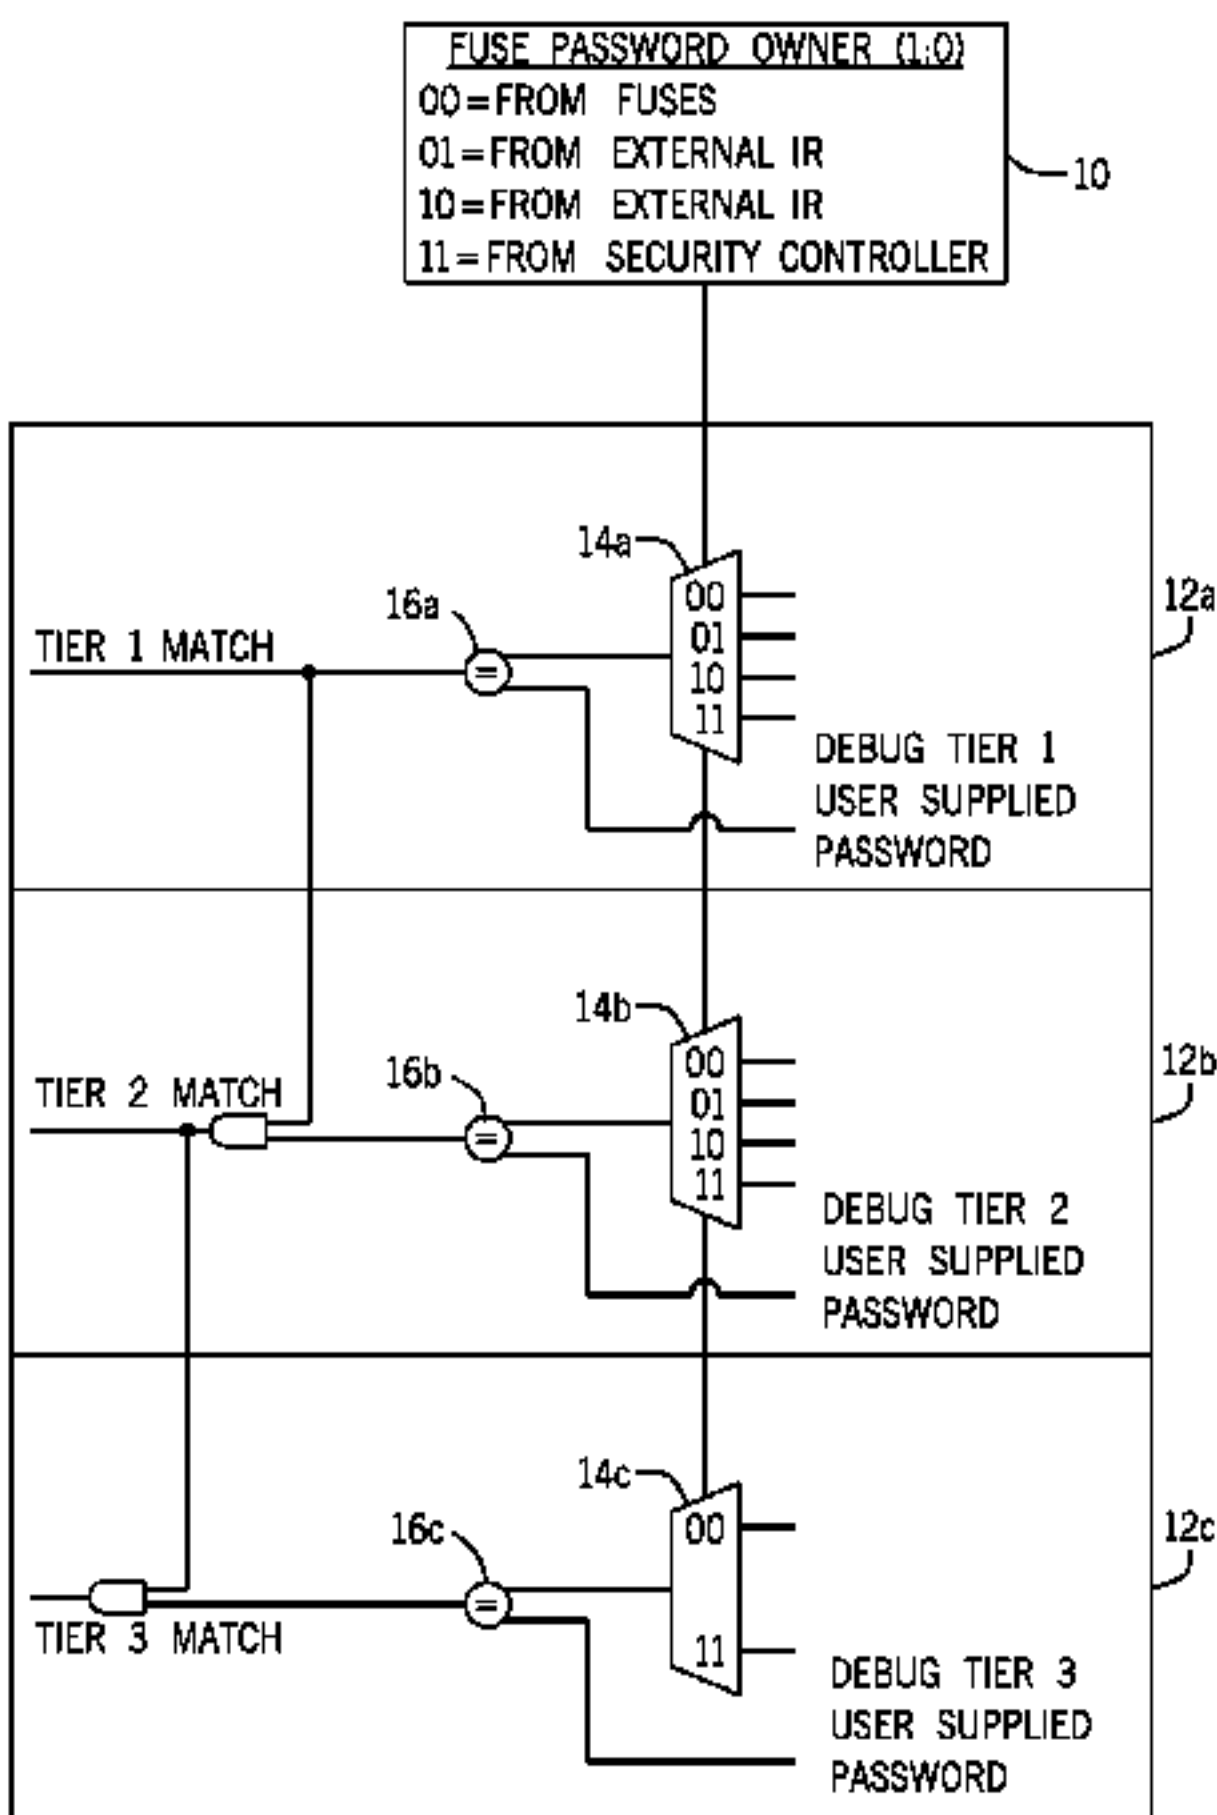 FUSE PASSWORD OWNER (1:0)
00=FROM FUSES
01=FROM EXTERNAL IR
10=FROM EXTERNAL IR
11=FROM SECURITY CONTROLLER
10
14a
16a
12a
TIER 1 MATCH
00
01
10
11
DEBUG TIER 1
USER SUPPLIED
PASSWORD
14b
16b
12b
TIER 2 MATCH
00
01
10
11
DEBUG TIER 2
USER SUPPLIED
PASSWORD
14c
16c
12c
00
=
TIER 3 MATCH
11
DEBUG TIER 3
USER SUPPLIED
PASSWORD